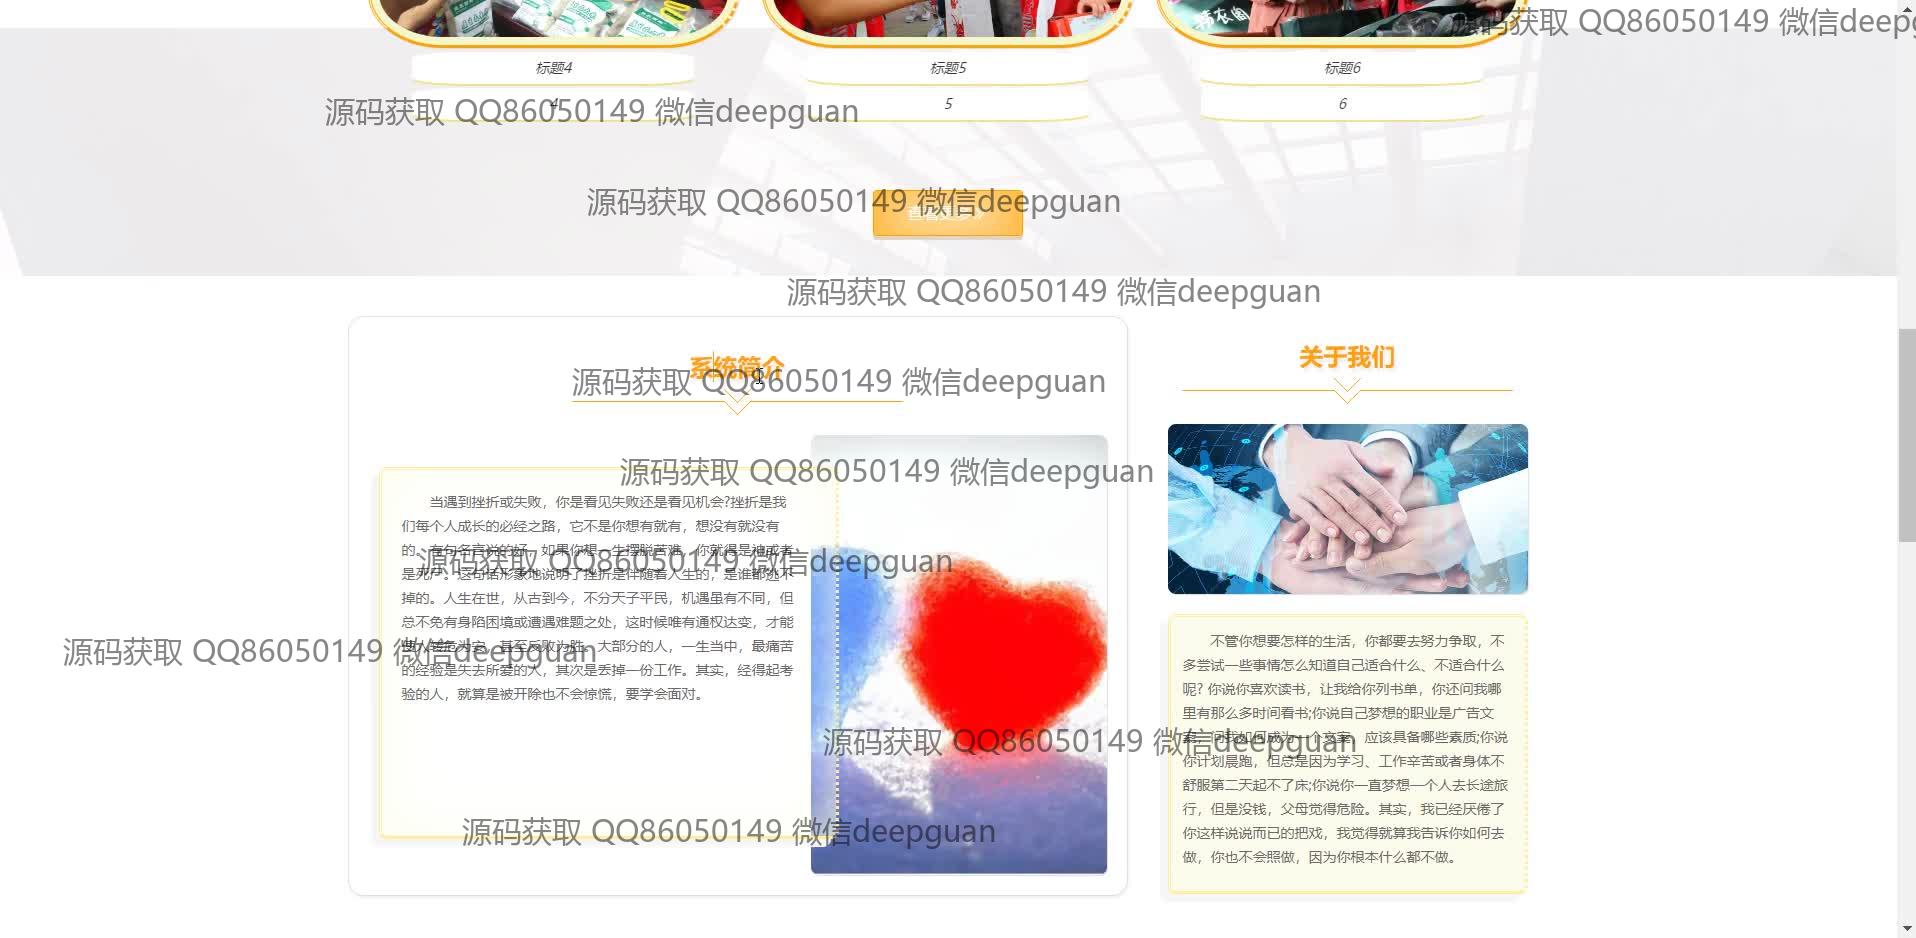 清衣阁
源码获取 QQ86050149 微信deepg
标题4
标题5
标题6
4
5
6
源码获取 QQ86050149 微信deepguan
源码获取 QQ86050149 微信deepguan
查看更多
源码获取 QQ86050149 微信deepguan
系统简介
源码获取 QQ86050149 微信deepguan
源码获取 QQ86050149 微信deepguan
当遇到挫折或失败，你是看见失败还是看见机会?挫折是我
们每个人成长的必经之路，它不是你想有就有，想没有就没有
的。有句名言说的好，如果你想一生摆脱苦难，你就得是神或者
是死尸。这句话形象地说明了挫折是伴随着人生的，是谁都逃不
掉的。人生在世，从古到今，不分天子平民，机遇虽有不同，但
总不免有身陷困境或遭遇难题之处，这时候唯有通权达变，才能
使人转危为安，甚至反败为胜。大部分的人，一生当中，最痛苦
的经验是失去所爱的人，其次是丢掉一份工作。其实，经得起考
验的人，就算是被开除也不会惊慌，要学会面对。
源码获取 QQ86050149 微信deepguan
源码获取 QQ86050149 微信deepguan
源码获取 QQ86050149 微信deepguan
源码获取 QQ86050149 微信deepguan
关于我们
不管你想要怎样的生活，你都要去努力争取，不
多尝试一些事情怎么知道自己适合什么、不适合什么
呢? 你说你喜欢读书，让我给你列书单，你还问我哪
里有那么多时间看书;你说自己梦想的职业是广告文
案，问我如何成为一个文案，应该具备哪些素质;你说
你计划晨跑，但总是因为学习、工作辛苦或者身体不
舒服第二天起不了床;你说你一直梦想一个人去长途旅
行，但是没钱，父母觉得危险。其实，我已经厌倦了
你这样说说而已的把戏，我觉得就算我告诉你如何去
做，你也不会照做，因为你根本什么都不做。